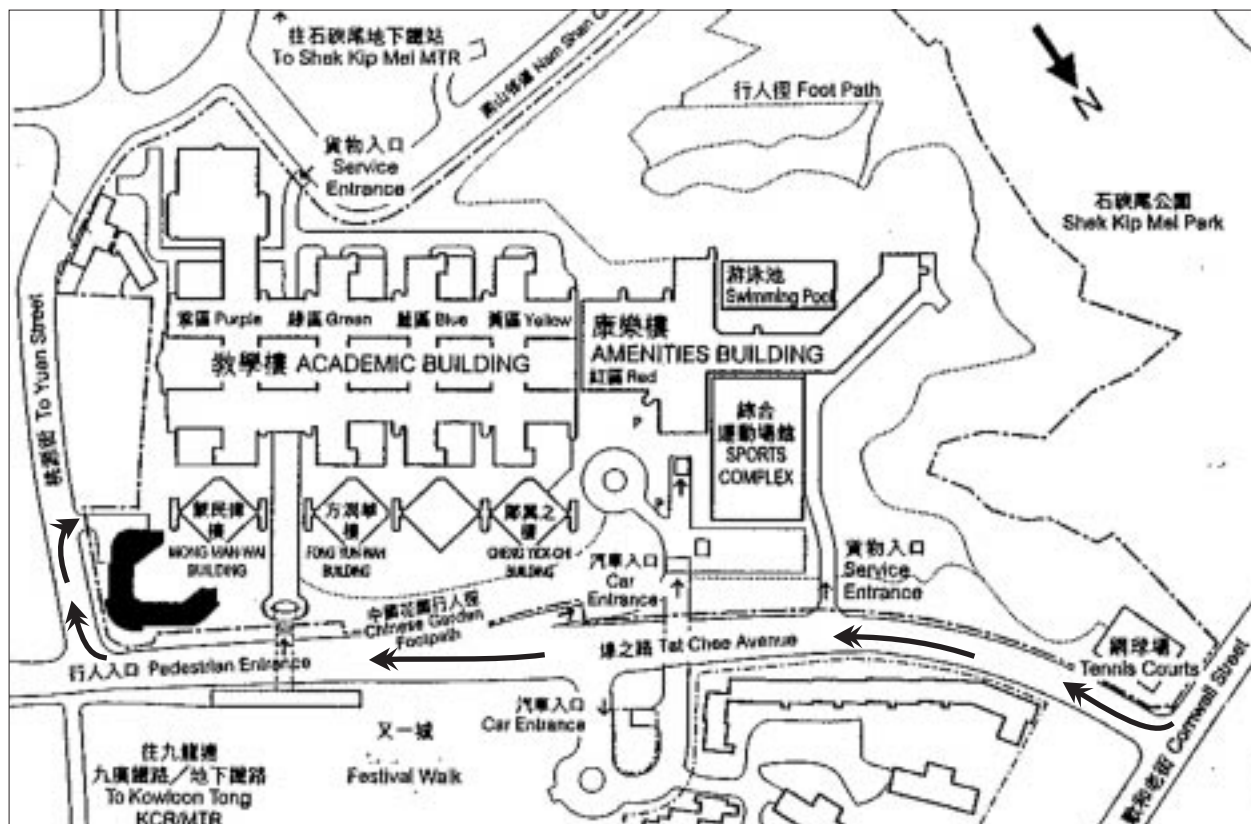 往石硤尾地下鐵站
To Shek Kip Mei MTR
南山邨道 Nam Shan
行人徑 Foot Path
N
貨物入口
Service
Entrance
石硤尾公園
Shek Kip Mei Park
桃源街 To Yuen Street
游泳池
Swimming Pool
紫區 Purple
綠區 Green
藍區 Blue
黃區 Yellow
康樂樓
AMENITIES BUILDING
紅區 Red
教學樓 ACADEMIC BUILDING
綜合
運動場館
SPORTS
COMPLEX
P
P
蒙民偉
樓
MONG MAN-WAI
BUILDING
方潤華
樓
FONG YUN-WAH
BUILDING
鄭翼之
樓
CHENG YICK-CHI
BUILDING
汽車入口
Car
Entrance
貨物入口
Service
Entrance
中國花園行人徑
Chinese Garden
Footpath
達之路 Tat Chee Avenue
網球場
Tennis Courts
行人入口 Pedestrian Entrance
歌和老街 Cornwall Street
汽車入口
Car Entrance
又一城
Festival Walk
往九龍塘
九廣鐵路／地下鐵路
To Kowloon Tong
KCR/MTR